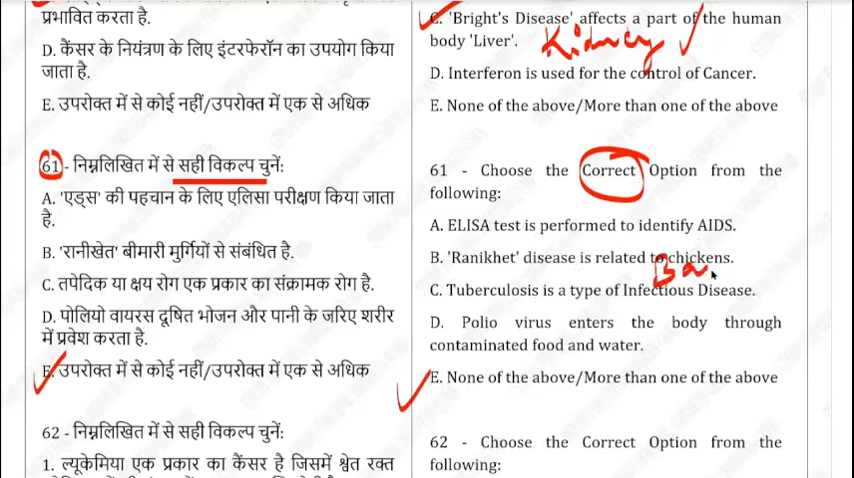 प्रभावित करता है.
D. कैंसर के नियंत्रण के लिए इंटरफेरॉन का उपयोग किया
जाता है.
E. उपरोक्त में से कोई नहीं/उपरोक्त में एक से अधिक
61 - निम्नलिखित में से सही विकल्प चुनें:
A. 'एड्स' की पहचान के लिए एलिसा परीक्षण किया जाता
है.
B. 'रानीखेत' बीमारी मुर्गियों से संबंधित है.
C. तपेदिक या क्षय रोग एक प्रकार का संक्रामक रोग है.
D. पोलियो वायरस दूषित भोजन और पानी के जरिए शरीर
में प्रवेश करता है.
E. उपरोक्त में से कोई नहीं/उपरोक्त में एक से अधिक
62 - निम्नलिखित में से सही विकल्प चुनें:
1. ल्यूकेमिया एक प्रकार का कैंसर है जिसमें श्वेत रक्त
C. 'Bright's Disease' affects a part of the human
body 'Liver'.
Kidney
D. Interferon is used for the control of Cancer.
E. None of the above/More than one of the above
61 - Choose the Correct Option from the
following:
A. ELISA test is performed to identify AIDS.
B. 'Ranikhet' disease is related to chickens.
Ba
C. Tuberculosis is a type of Infectious Disease.
D. Polio virus enters the body through
contaminated food and water.
E. None of the above/More than one of the above
62 - Choose the Correct Option from the
following: